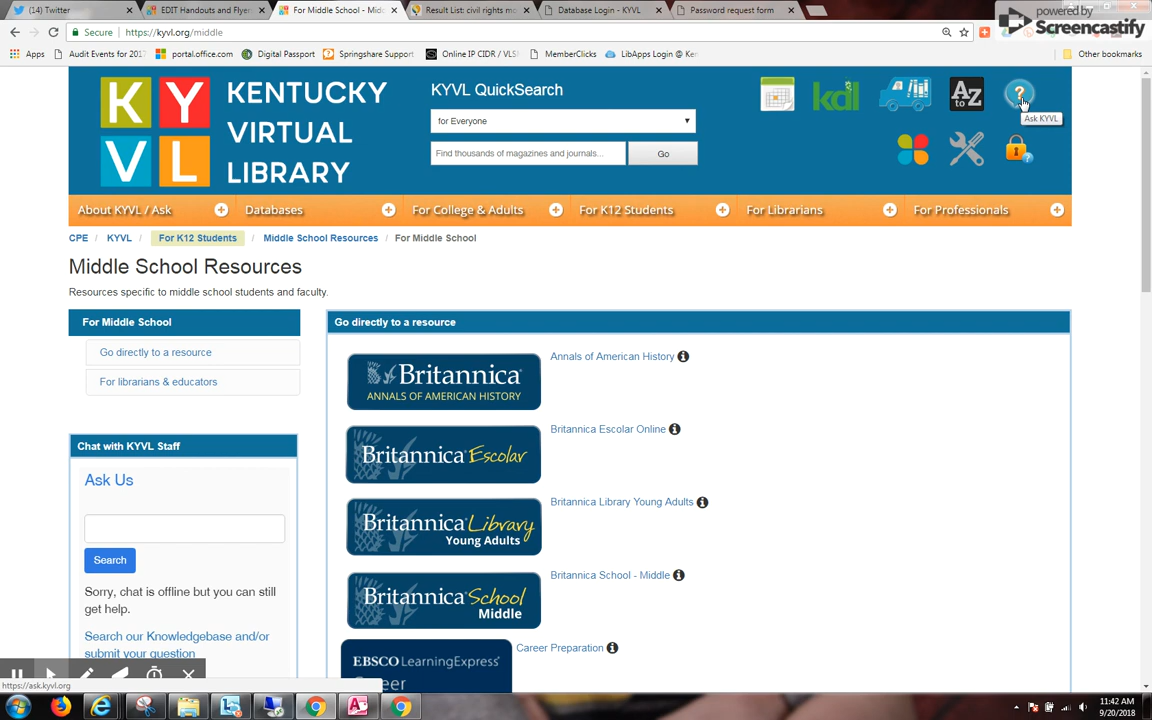 (14) Twitter
EDIT Handouts and Flyer
For Middle School - Midd
Result List: civil rights mo
Database Login - KYVL
Password request form
powered by
Screencastify
Secure
https://kyvl.org/middle
Apps
Audit Events for 2017
portal.office.com
Digital Passport
Springshare Support
Online IP CIDR / VLS
MemberClicks
LibApps Login @ Ken
Other bookmarks
KY
VL
KENTUCKY
VIRTUAL
LIBRARY
KYVL QuickSearch
for Everyone
Find thousands of magazines and journals...
Go
kdl
A
to
Z
?
Ask KYVL
About KYVL / Ask
Databases
For College & Adults
For K12 Students
For Librarians
For Professionals
CPE / KYVL / For K12 Students / Middle School Resources / For Middle School
Middle School Resources
Resources specific to middle school students and faculty.
For Middle School
Go directly to a resource
For librarians & educators
Chat with KYVL Staff
Ask Us
Search
Sorry, chat is offline but you can still
get help.
Search our Knowledgebase and/or
submit your question
Go directly to a resource
Britannica
ANNALS OF AMERICAN HISTORY
Annals of American History
Britannica Escolar
Britannica Escolar Online
Britannica Library
Young Adults
Britannica Library Young Adults
Britannica School
Middle
Britannica School - Middle
EBSCO LearningExpress
Career
Career Preparation
https://ask.kyvl.org
11:42 AM
9/20/2018